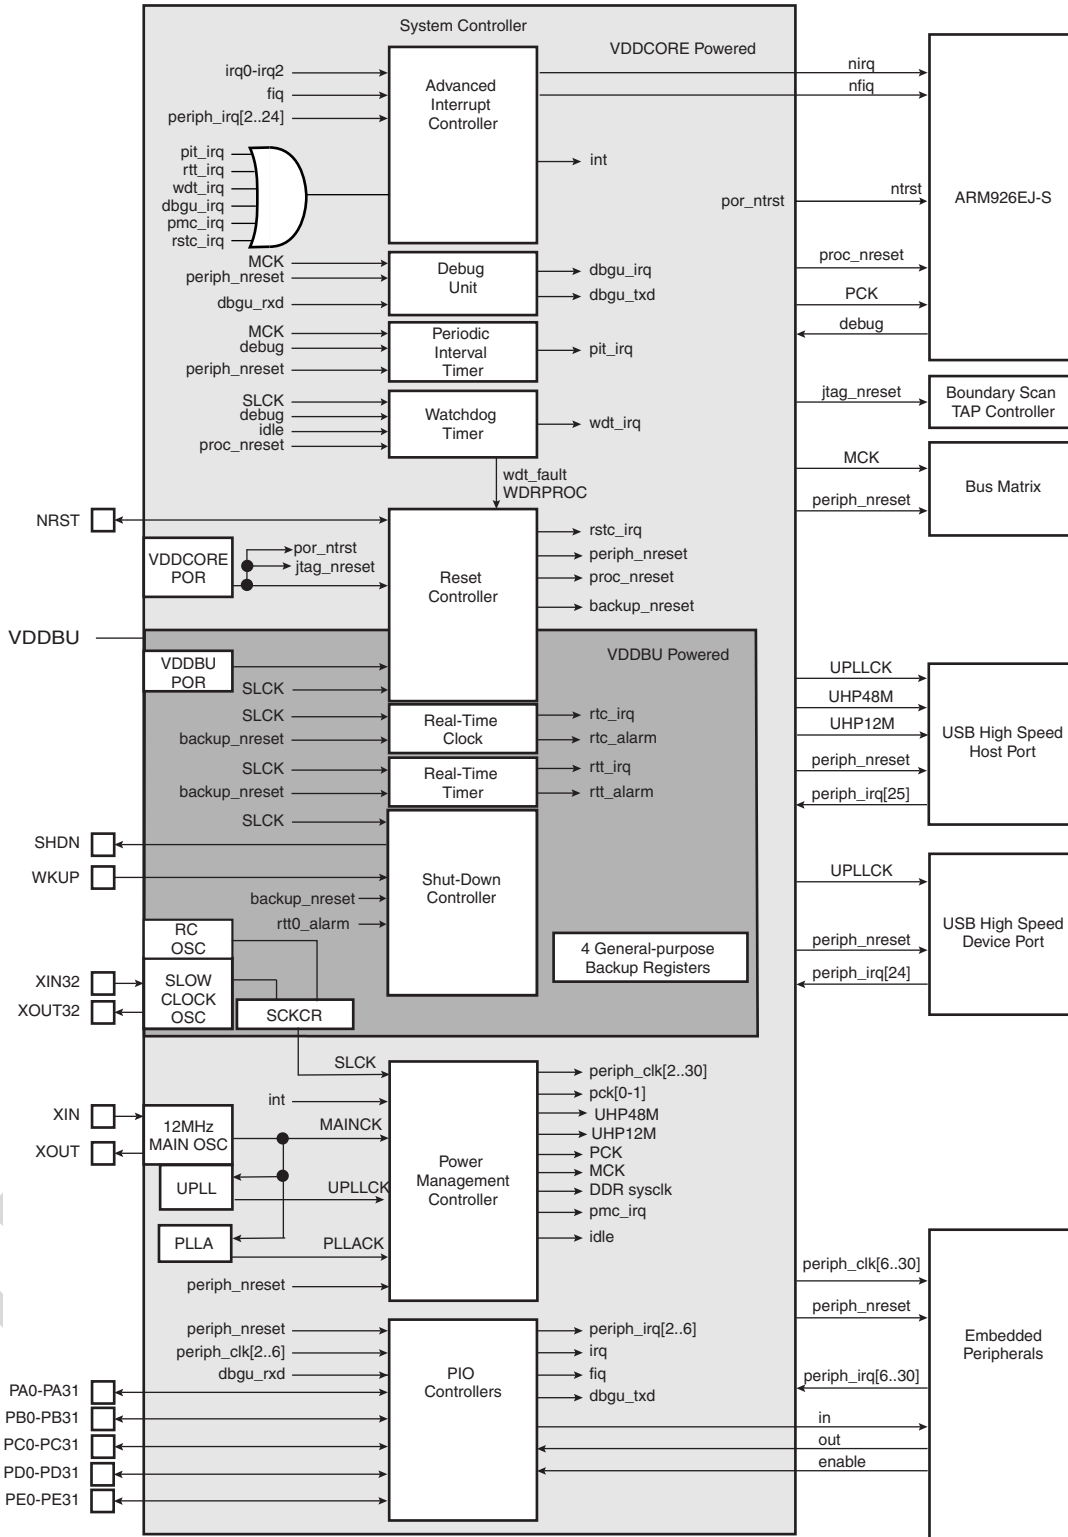 System Controller
VDDCORE Powered
irq0-irq2
fiq
periph_irq[2..24]
Advanced
Interrupt
Controller
int
nirq
nfiq
pit_irq
rtt_irq
wdt_irq
dbgu_irq
pmc_irq
rstc_irq
por_ntrst
ntrst
ARM926EJ-S
proc_nreset
PCK
debug
MCK
periph_nreset
dbgu_rxd
Debug
Unit
dbgu_irq
dbgu_txd
MCK
debug
periph_nreset
Periodic
Interval
Timer
pit_irq
SLCK
debug
idle
proc_nreset
Watchdog
Timer
wdt_irq
wdt_fault
WDRPROC
jtag_nreset
Boundary Scan
TAP Controller
MCK
periph_nreset
Bus Matrix
NRST
VDDCORE
POR
por_ntrst
jtag_nreset
Reset
Controller
rstc_irq
periph_nreset
proc_nreset
backup_nreset
VDDBU
VDDBU Powered
VDDBU
POR
SLCK
SLCK
backup_nreset
Real-Time
Clock
rtc_irq
rtc_alarm
SLCK
backup_nreset
Real-Time
Timer
rtt_irq
rtt_alarm
SLCK
SHDN
WKUP
backup_nreset
rtt0_alarm
Shut-Down
Controller
4 General-purpose
Backup Registers
RC
OSC
XIN32
XOUT32
SLOW
CLOCK
OSC
SCKCR
UPLLCK
UHP48M
UHP12M
periph_nreset
periph_irq[25]
USB High Speed
Host Port
UPLLCK
periph_nreset
periph_irq[24]
USB High Speed
Device Port
SLCK
int
MAINCK
XIN
XOUT
12MHz
MAIN OSC
UPLL
UPLLCK
PLLA
PLLACK
periph_nreset
Power
Management
Controller
periph_clk[2..30]
pck[0-1]
UHP48M
UHP12M
PCK
MCK
DDR sysclk
pmc_irq
idle
periph_nreset
periph_clk[2..6]
dbgu_rxd
PA0-PA31
PB0-PB31
PC0-PC31
PD0-PD31
PE0-PE31
PIO
Controllers
periph_irq[2..6]
irq
fiq
dbgu_txd
periph_clk[6..30]
periph_nreset
periph_irq[6..30]
in
out
enable
Embedded
Peripherals